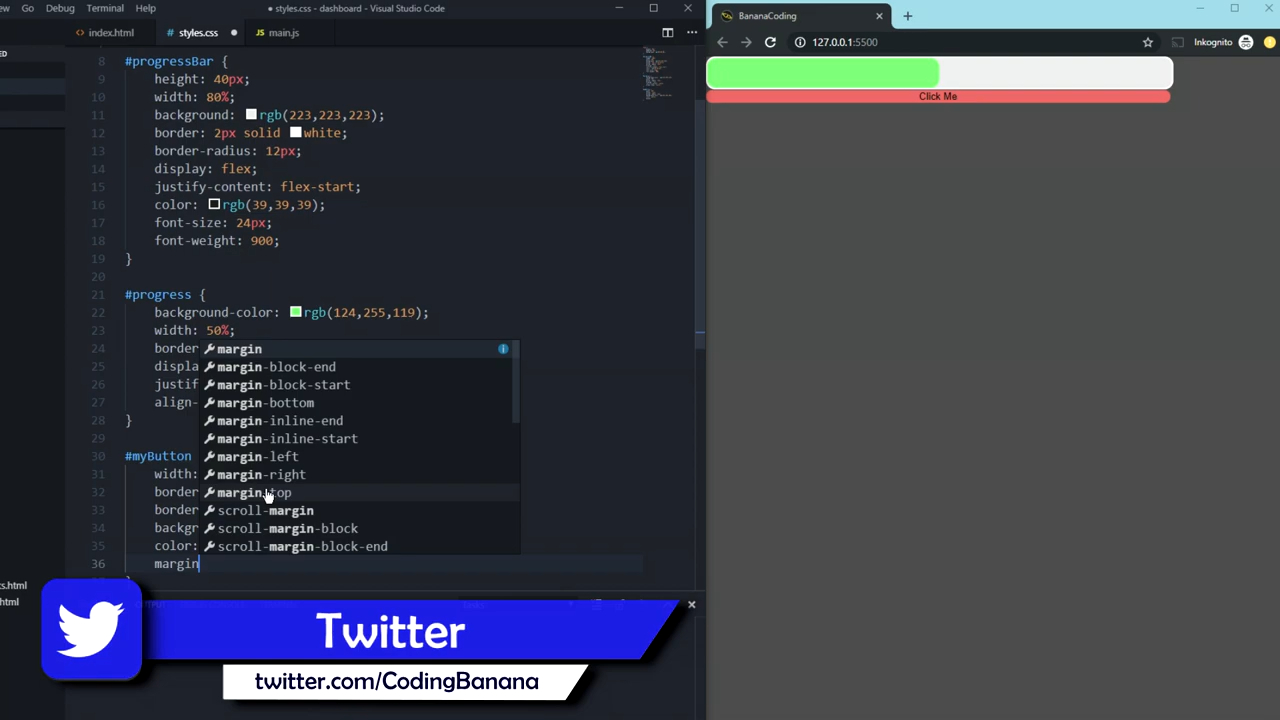 Go Debug Terminal Help
● styles.css - dashboard - Visual Studio Code
<> index.html # styles.css ● JS main.js
8 #progressBar {
9 height: 40px;
10 width: 80%;
11 background: rgb(223,223,223);
12 border: 2px solid white;
13 border-radius: 12px;
14 display: flex;
15 justify-content: flex-start;
16 color: rgb(39,39,39);
17 font-size: 24px;
18 font-weight: 900;
19 }
20
21 #progress {
22 background-color: rgb(124,255,119);
23 width: 50%;
24 border
25 displa
26 justif
27 align-
28 }
29
30 #myButton
31 width:
32 border
33 border
34 backgr
35 color:
36 margin
margin
margin-block-end
margin-block-start
margin-bottom
margin-inline-end
margin-inline-start
margin-left
margin-right
margin-top
scroll-margin
scroll-margin-block
scroll-margin-block-end
Twitter
twitter.com/CodingBanana
BananaCoding
127.0.0.1:5500
Inkognito
Click Me